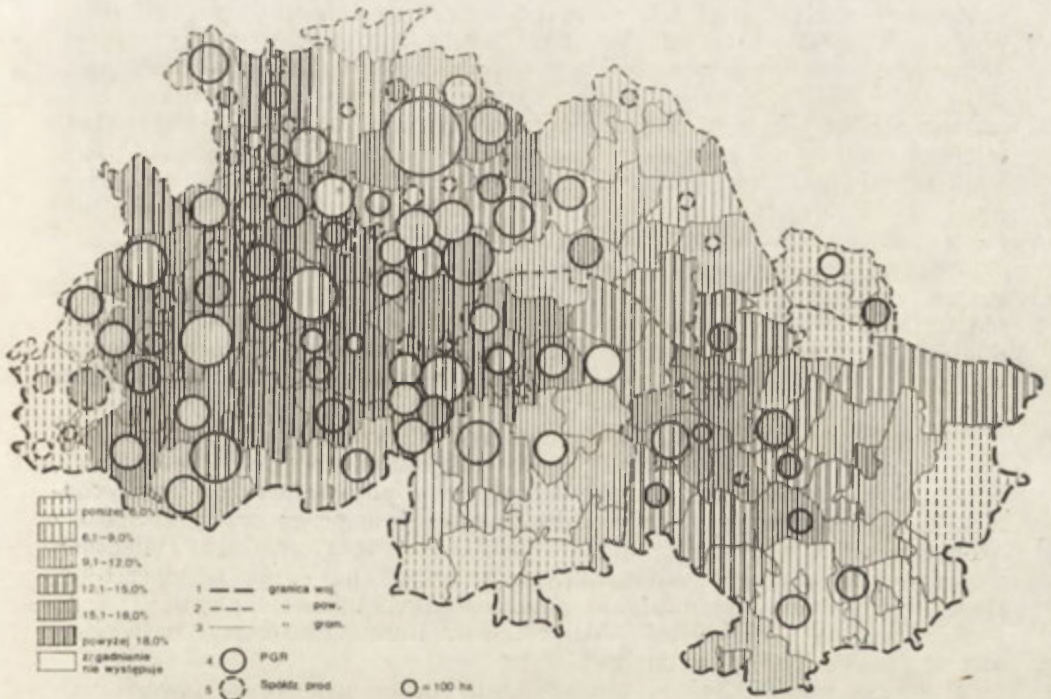 poniżej 6,0%
6,1–9,0%
9,1–12,0%
12,1–15,0%
15,1–18,0%
powyżej 18,0%
zagadnienie
nie występuje
1 granica woj.
2 " pow.
3 " grom.
4 PGR
5 Spółdz. prod.
= 100 ha